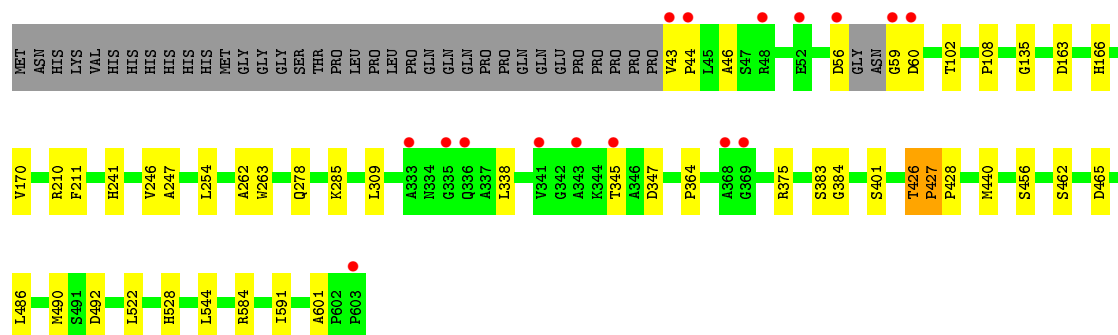 MET ASN HIS LYS VAL HIS HIS HIS HIS HIS HIS MET GLY GLY GLY SER THR PRO LEU PRO LEU PRO GLN GLN GLN PRO PRO GLN GLN GLU PRO PRO PRO PRO PRO V43 P44 L45 A46 S47 R48 E52 D56 GLY ASN G59 D60 T102 P108 G135 D163 H166
V170 R210 F211 H241 V246 A247 L254 A262 W263 Q278 K285 L309 A333 N334 G335 Q336 A337 L338 V341 G342 A343 K344 T345 A346 D347 P364 A368 G369 R375 S383 G384 S401 T426 P427 P428 M440 S456 S462 D465
L486 M490 S491 D492 L522 H528 L544 R584 I591 A601 P602 P603